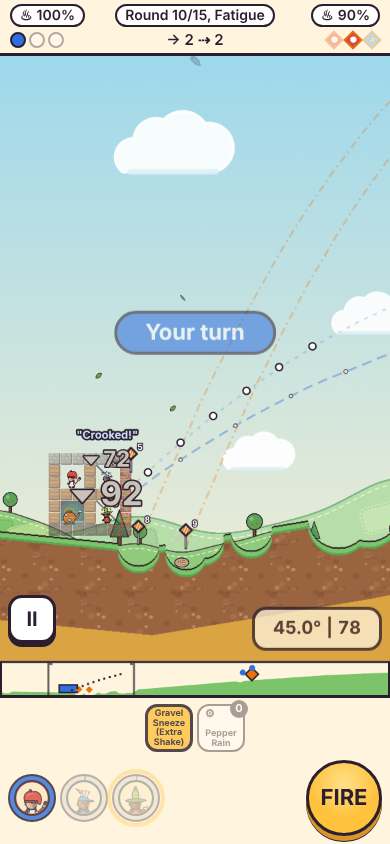 ♨ 100%
Round 10/15, Fatigue
♨ 90%
→ 2 ⇢ 2
Your turn
"Crooked!"
5
72
92
8
9
45.0° | 78
Gravel
Sneeze
(Extra
Shake)
0
Pepper
Rain
FIRE